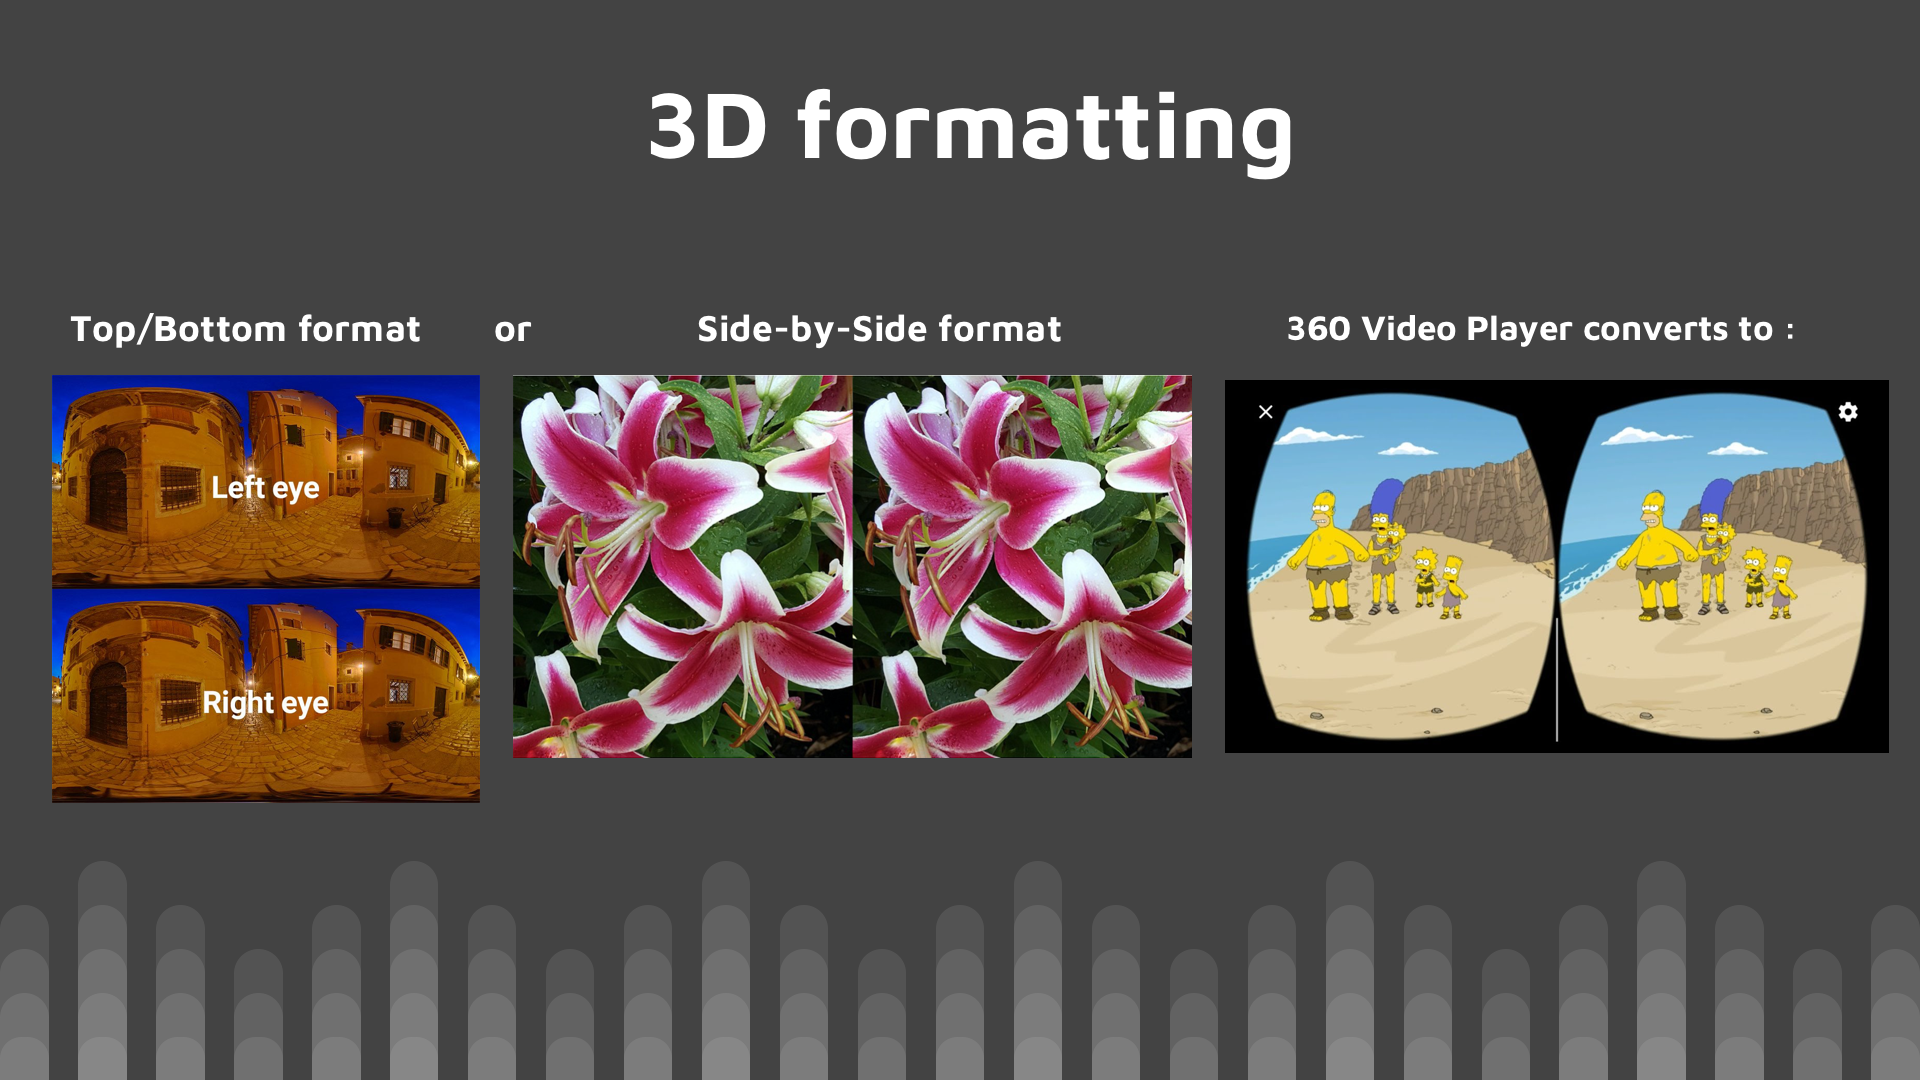 3D formatting
Top/Bottom format or Side-by-Side format 360 Video Player converts to :
Left eye
Right eye